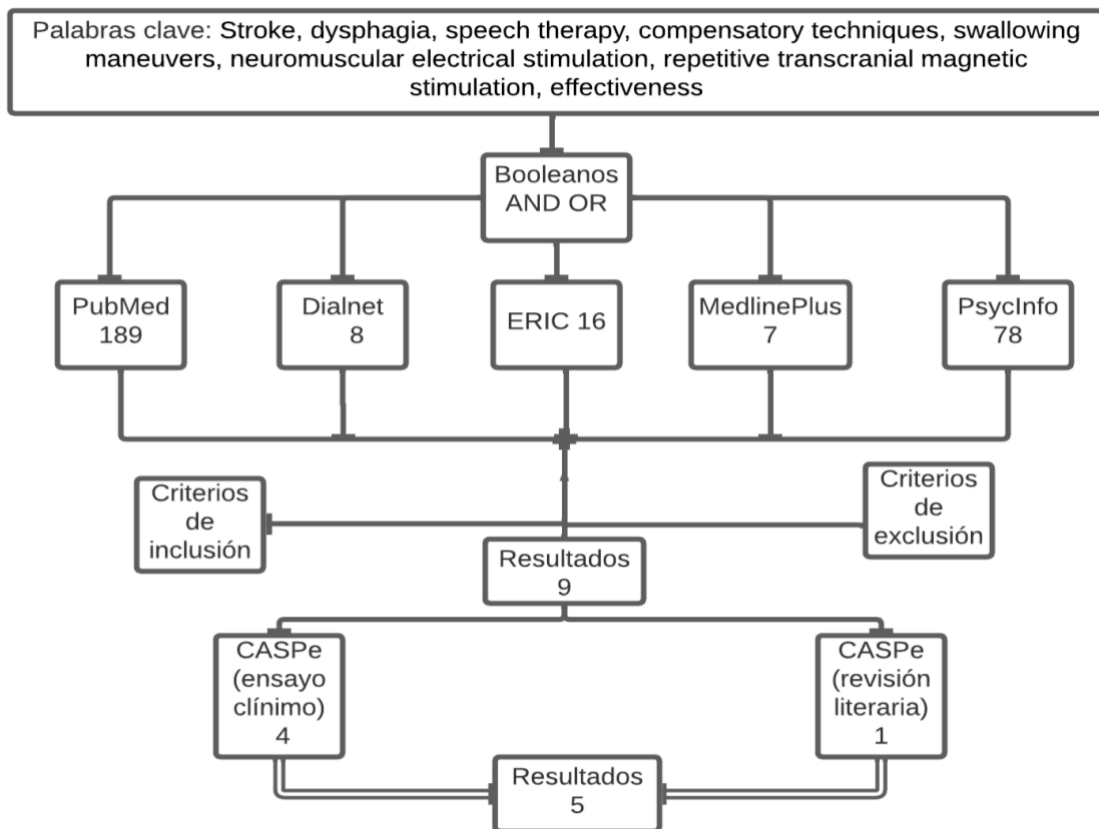 Palabras clave: Stroke, dysphagia, speech therapy, compensatory techniques, swallowing
maneuvers, neuromuscular electrical stimulation, repetitive transcranial magnetic
stimulation, effectiveness
Booleanos
AND OR
PubMed
189
Dialnet
8
ERIC 16
MedlinePlus
7
PsycInfo
78
Criterios
de
inclusión
Criterios
de
exclusión
Resultados
9
CASPe
(ensayo
clínimo)
4
CASPe
(revisión
literaria)
1
Resultados
5